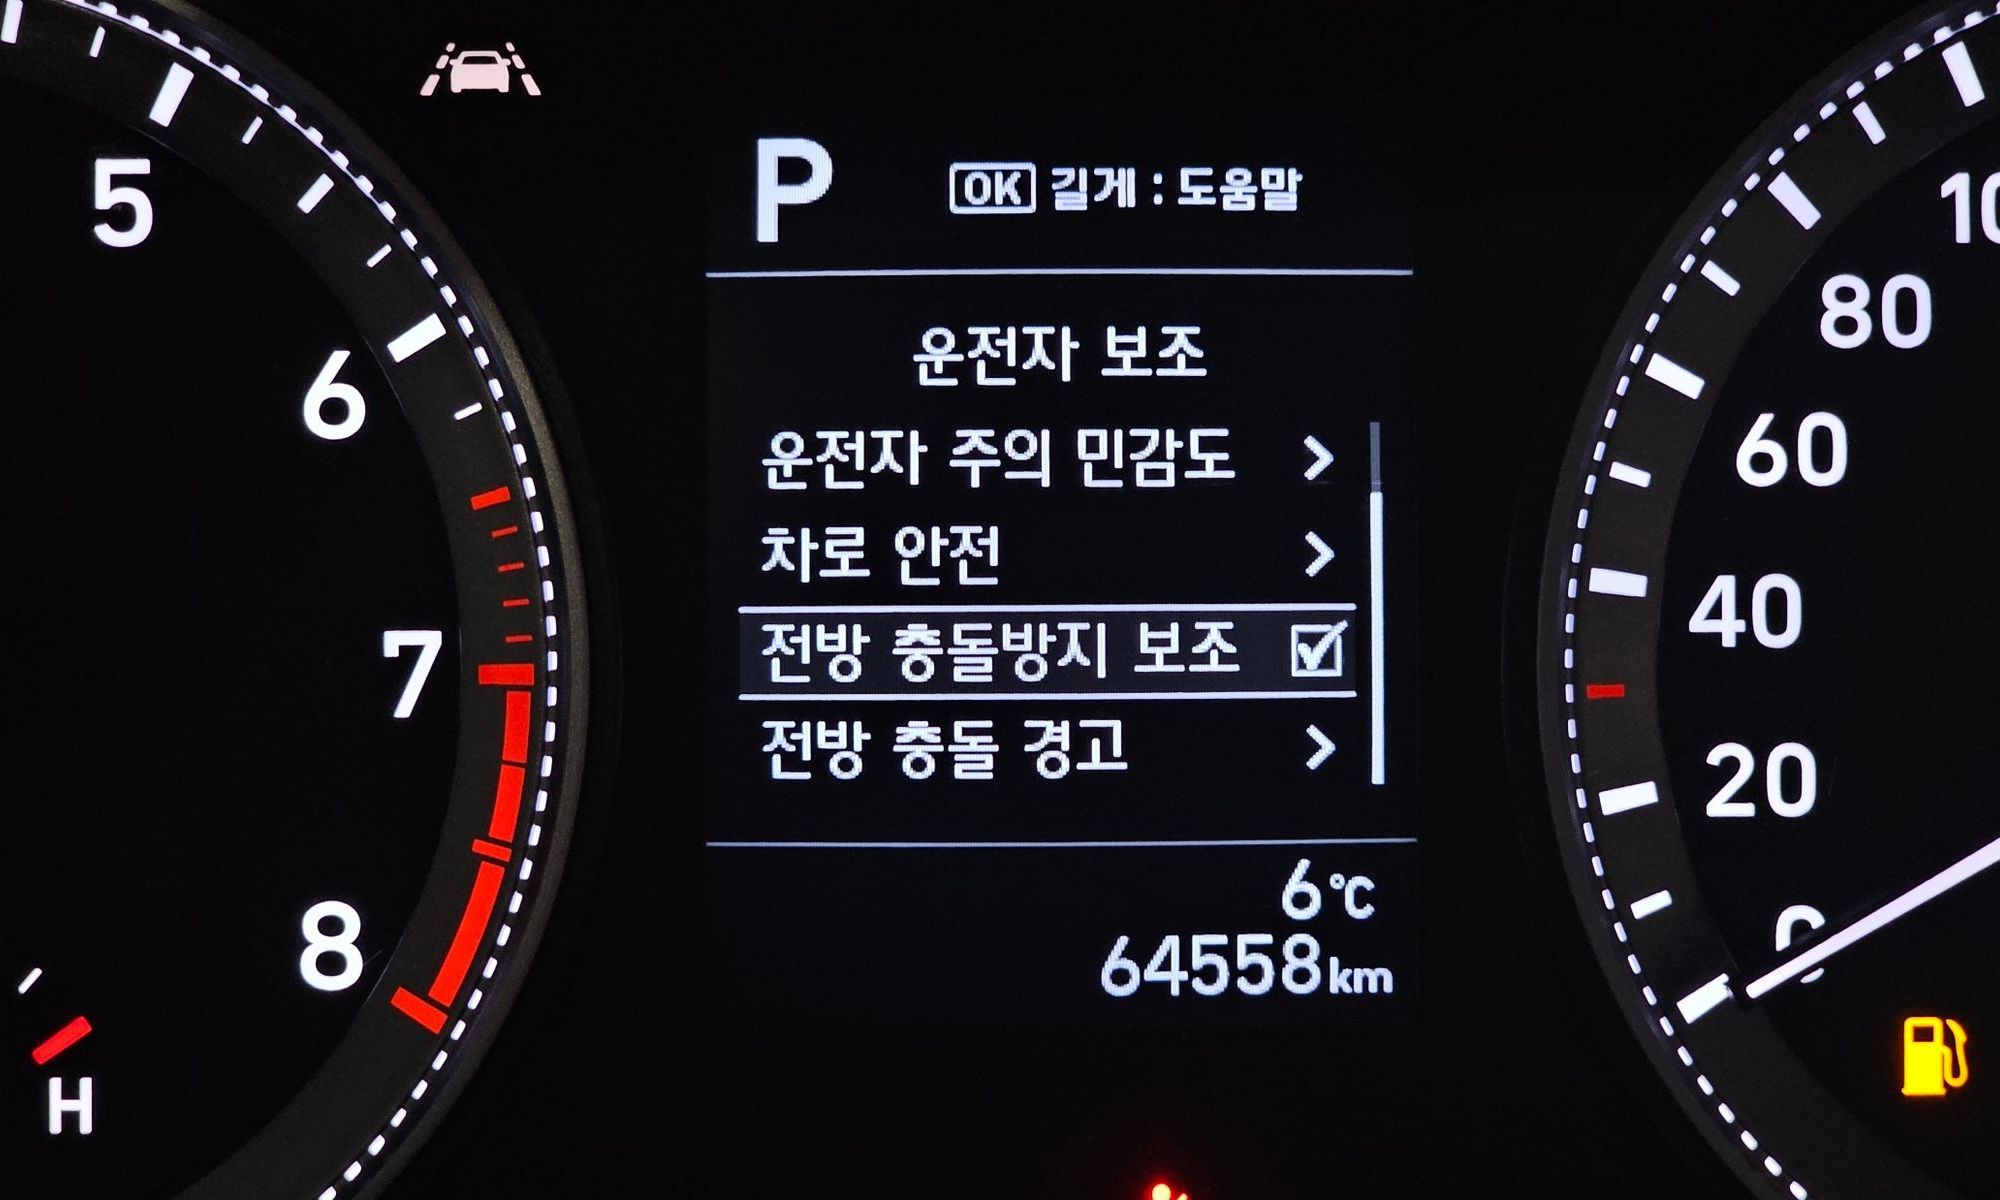 P
OK 길게 : 도움말
운전자 보조
운전자 주의 민감도
차로 안전
전방 충돌방지 보조
전방 충돌 경고
6℃
64558km
5
6
7
8
H
80
60
40
20
0